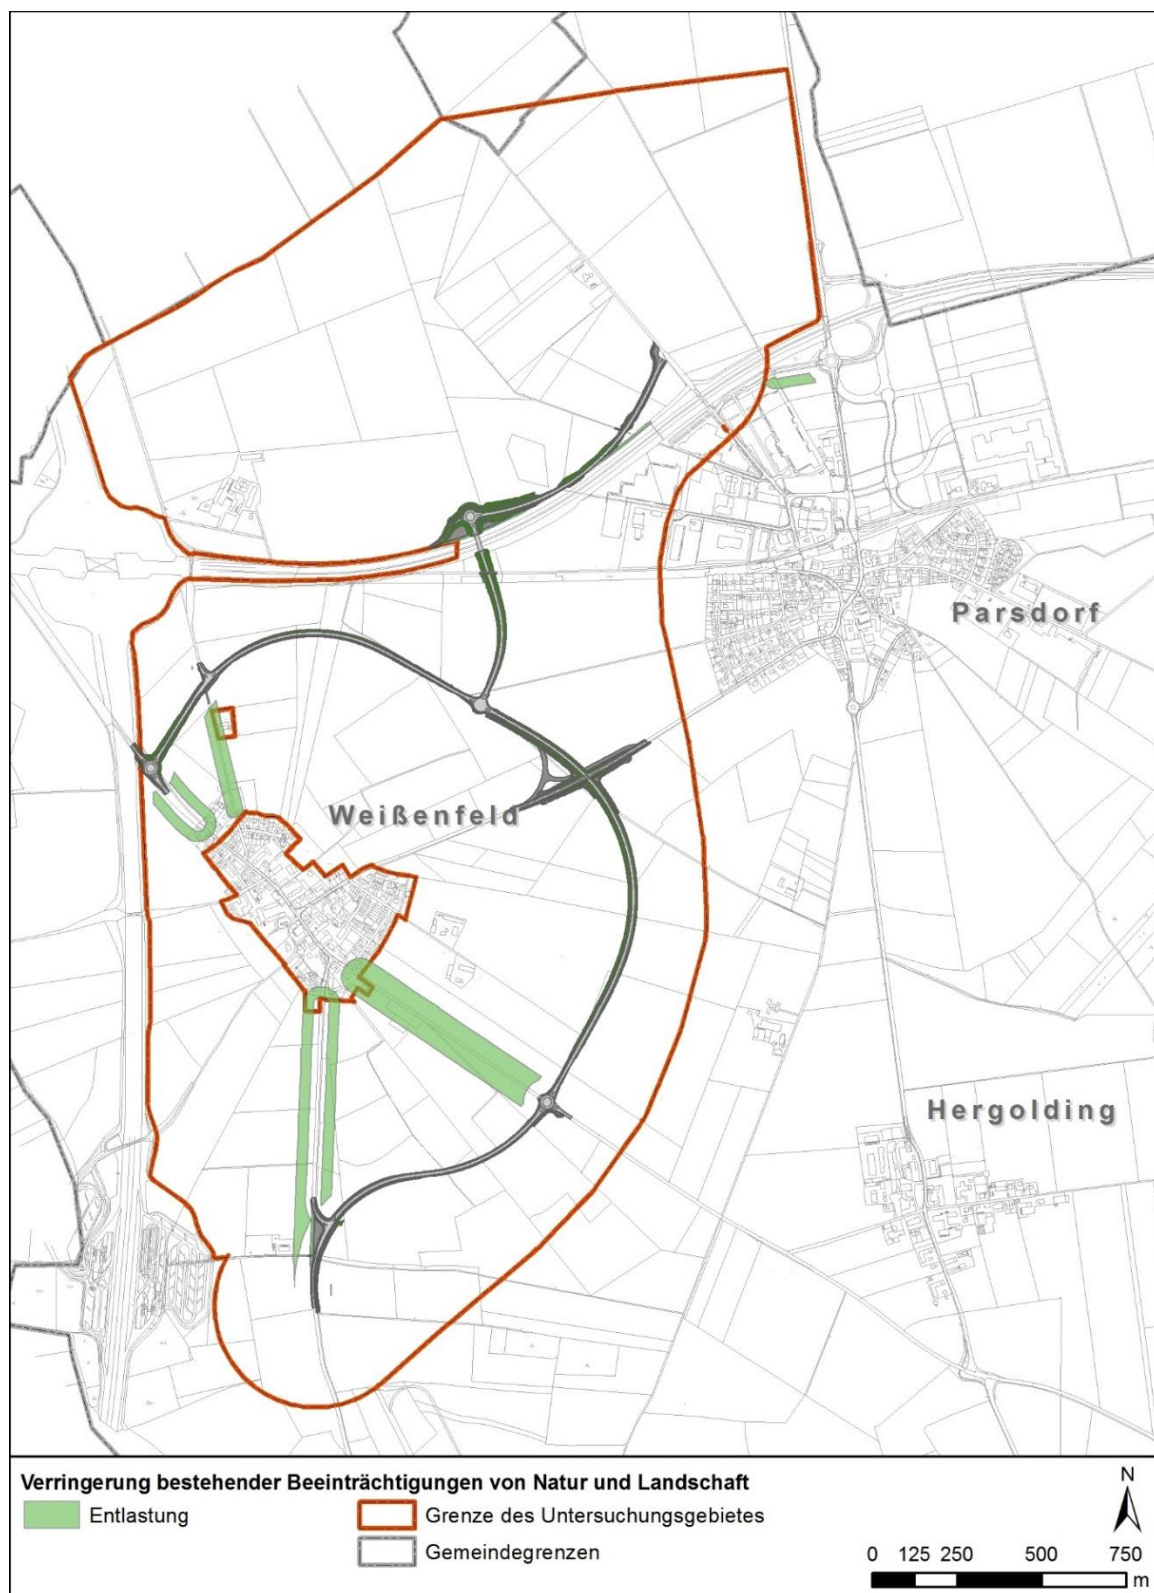 Parsdorf
Weißenfeld
Hergolding
Verringerung bestehender Beeinträchtigungen von Natur und Landschaft
Entlastung
Grenze des Untersuchungsgebietes
Gemeindegrenzen
N
0 125 250 500 750
m